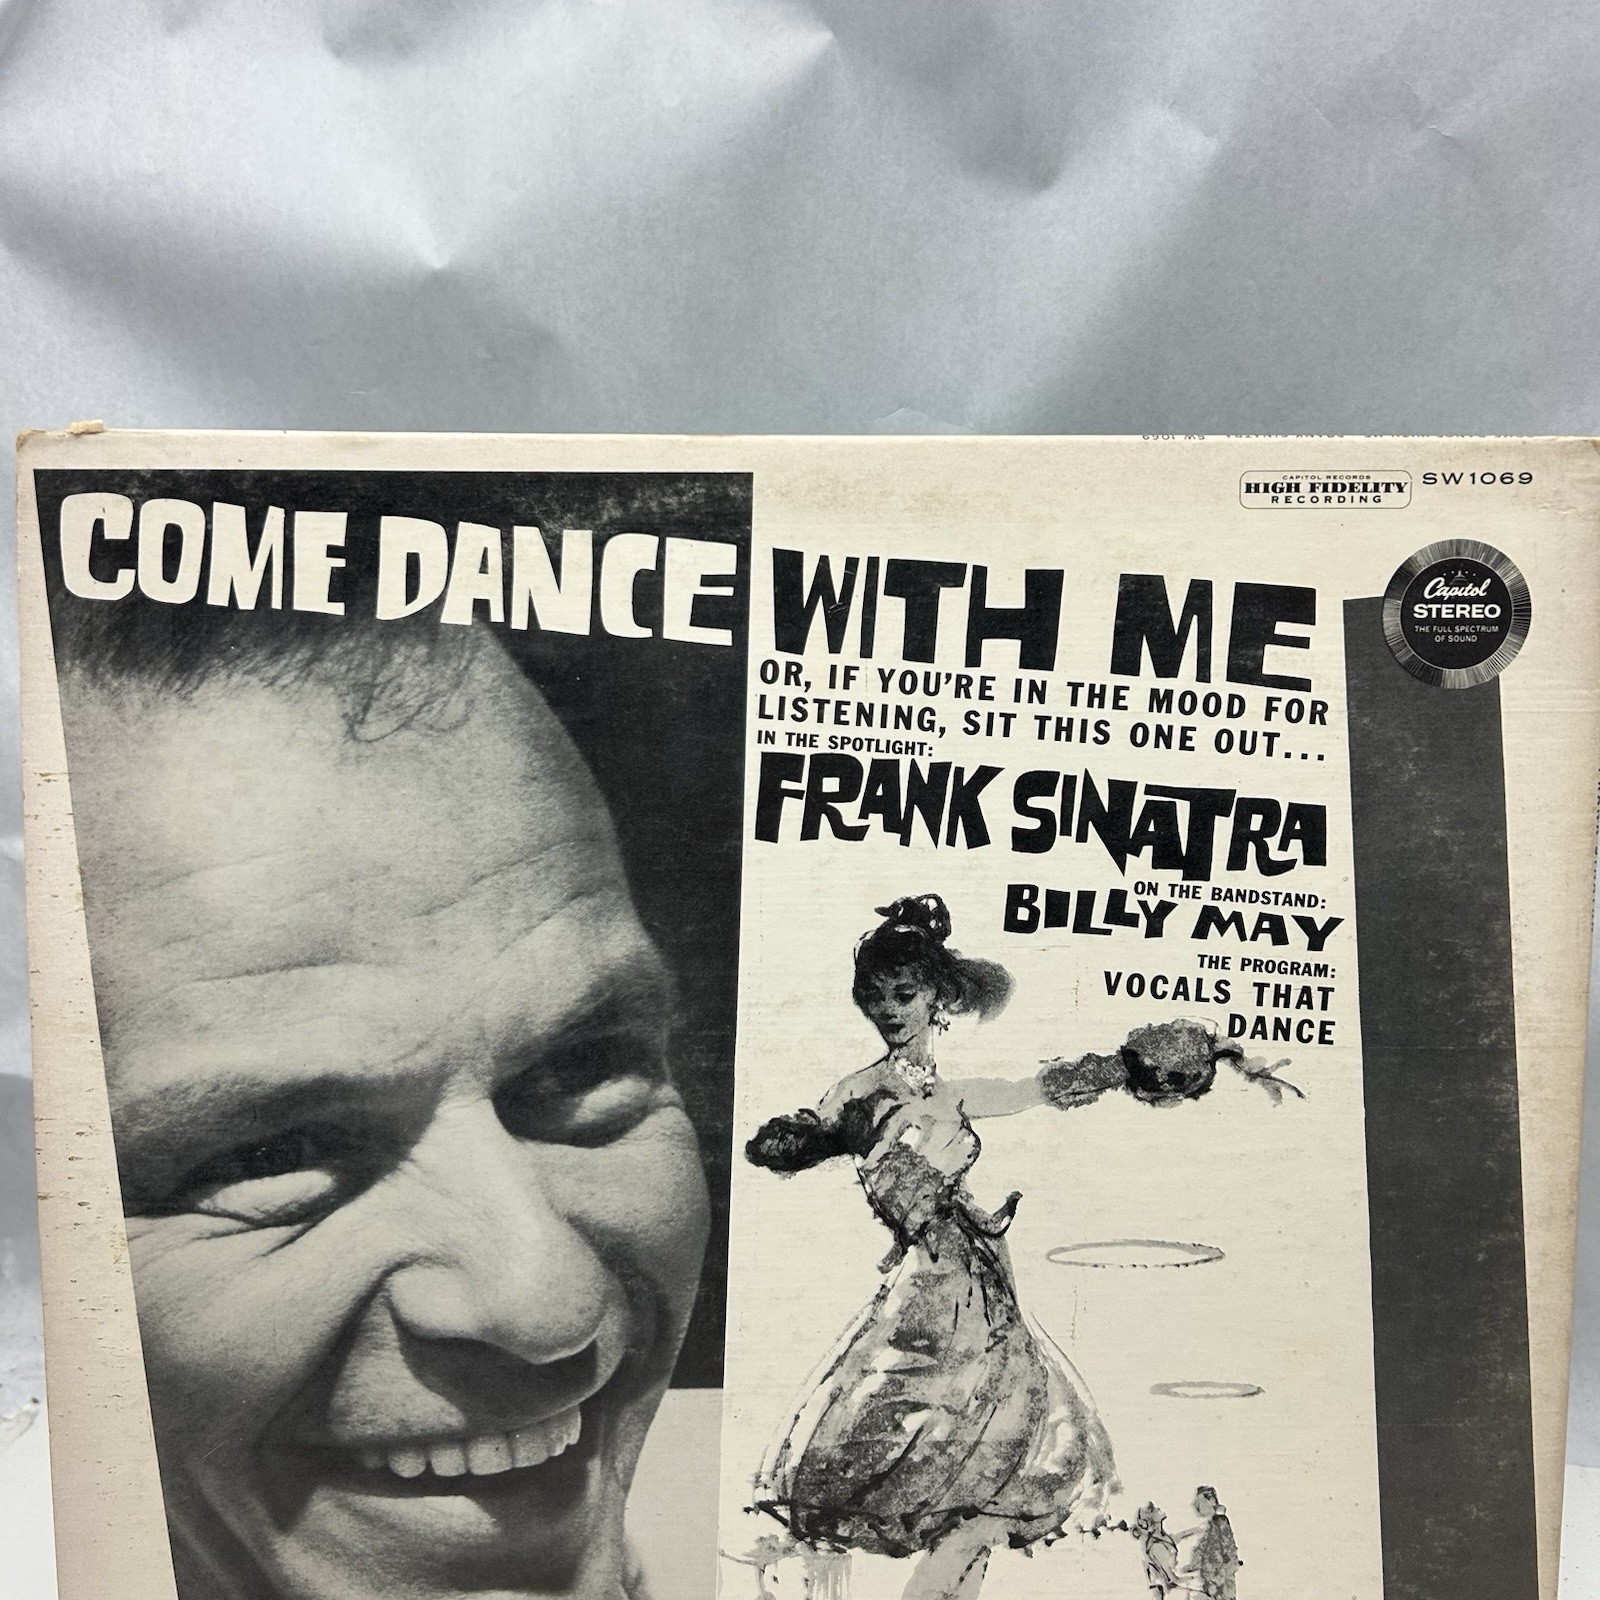 CAPITOL RECORDS
HIGH FIDELITY
RECORDING
SW1069
COME DANCE WITH ME
Capitol
STEREO
THE FULL SPECTRUM
OF SOUND
OR, IF YOU'RE IN THE MOOD FOR
LISTENING, SIT THIS ONE OUT...
IN THE SPOTLIGHT:
FRANK SINATRA
ON THE BANDSTAND:
BILLY MAY
THE PROGRAM:
VOCALS THAT
DANCE